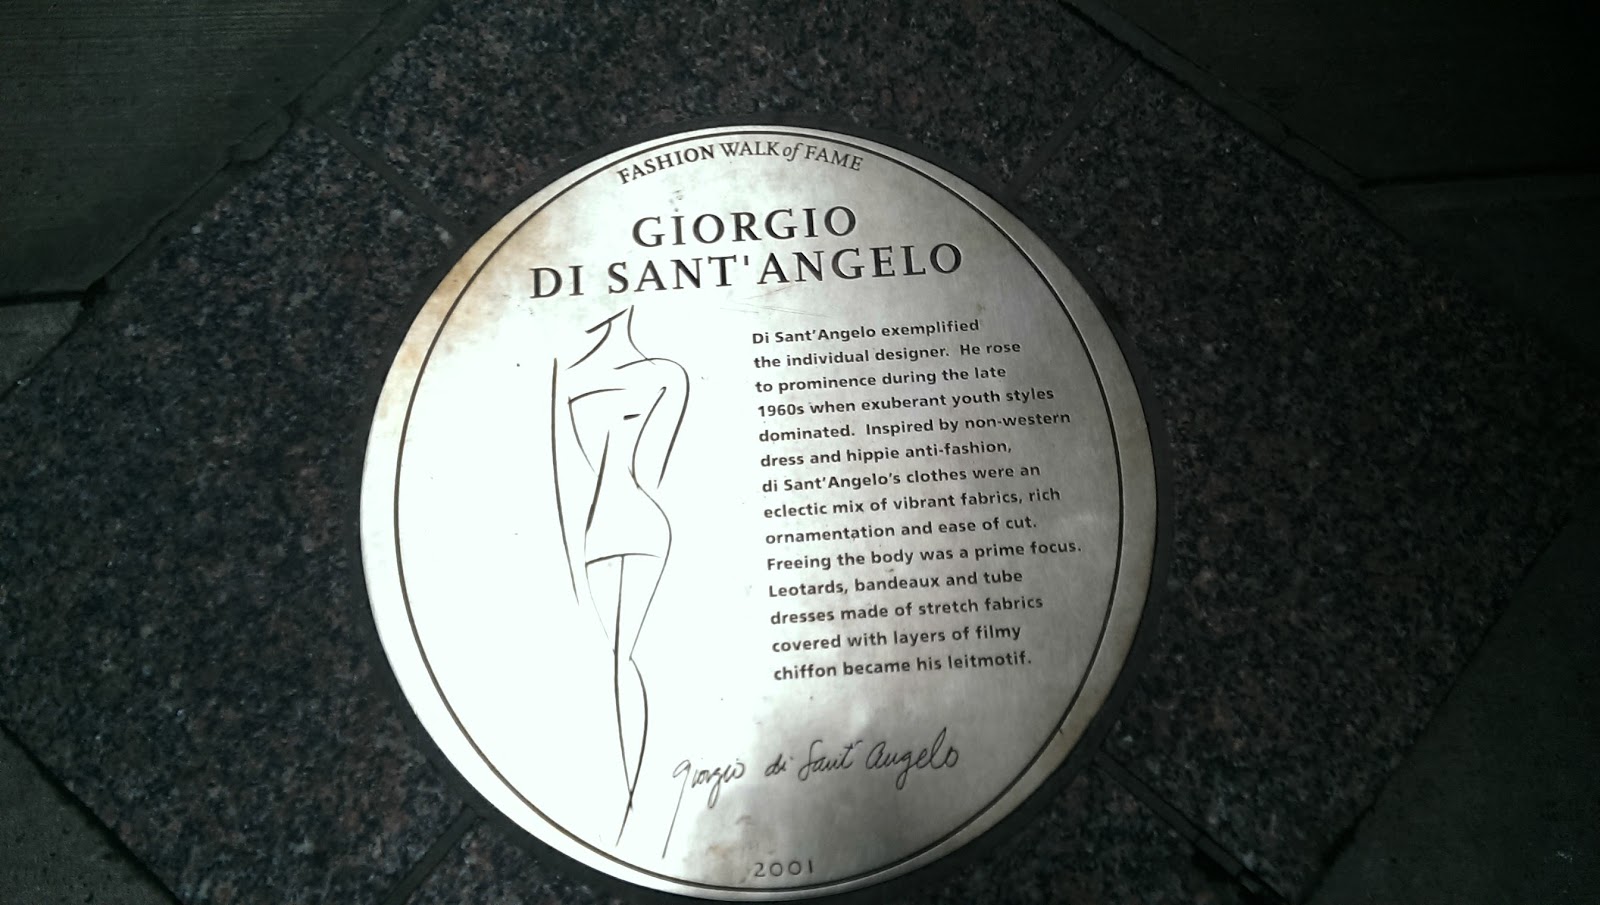 FASHION WALK of FAME
GIORGIO
DI SANT'ANGELO
Di Sant'Angelo exemplified
the individual designer. He rose
to prominence during the late
1960s when exuberant youth styles
dominated. Inspired by non-western
dress and hippie anti-fashion,
di Sant'Angelo's clothes were an
eclectic mix of vibrant fabrics, rich
ornamentation and ease of cut.
Freeing the body was a prime focus.
Leotards, bandeaux and tube
dresses made of stretch fabrics
covered with layers of filmy
chiffon became his leitmotif.
giorgio di Sant'Angelo
2001